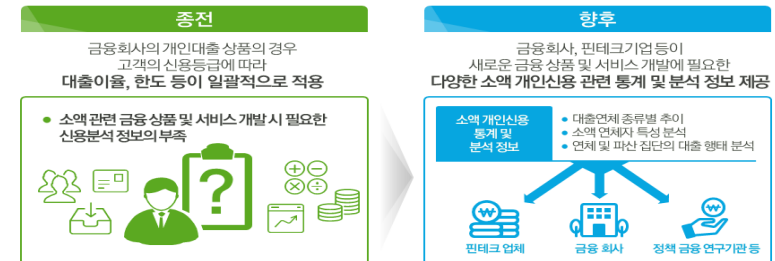 종전
금융회사의 개인대출 상품의 경우
고객의 신용등급에 따라
대출이율, 한도 등이 일괄적으로 적용
• 소액 관련 금융 상품 및 서비스 개발 시 필요한
신용분석 정보의 부족
?
향후
금융회사, 핀테크기업 등이
새로운 금융 상품 및 서비스 개발에 필요한
다양한 소액 개인신용 관련 통계 및 분석 정보 제공
소액 개인신용
통계 및
분석 정보
• 대출연체 종류별 추이
• 소액 연체자 특성 분석
• 연체 및 파산 집단의 대출 행태 분석
₩
₩
핀테크 업체
금융 회사
정책 금융 연구기관 등